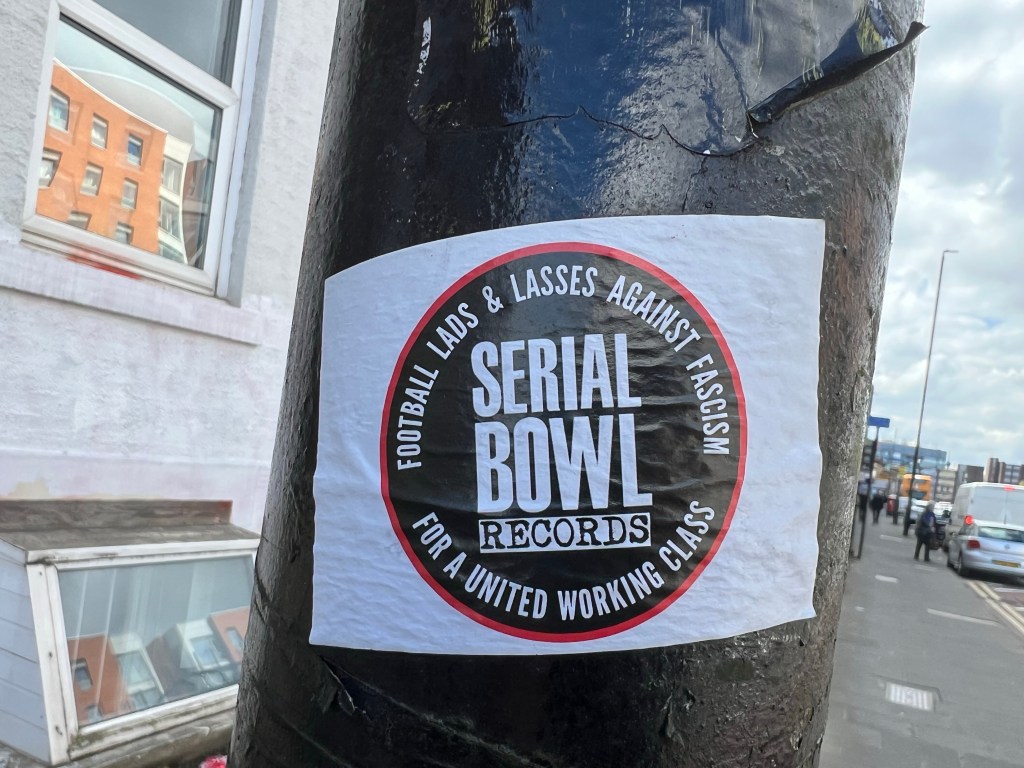 FOOTBALL LADS & LASSES AGAINST FASCISM
SERIAL
BOWL
RECORDS
FOR A UNITED WORKING CLASS